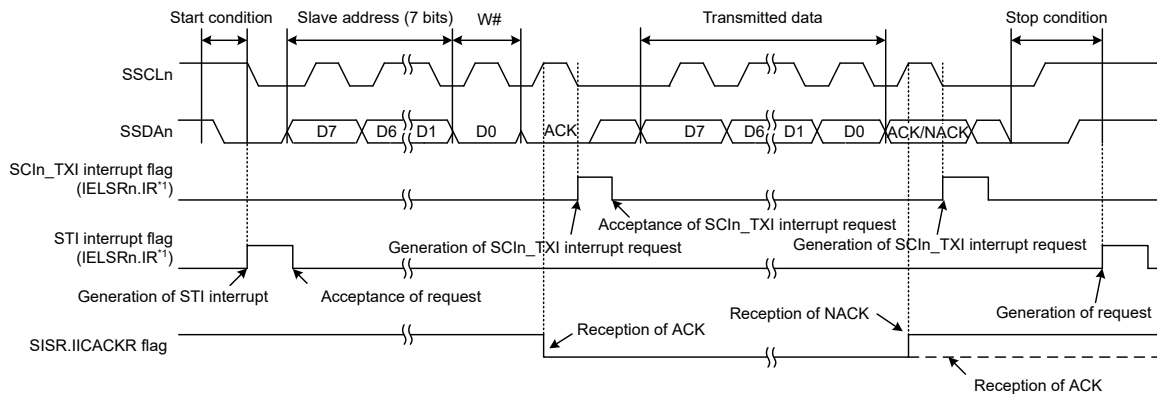 Start condition
Slave address (7 bits)
W#
Transmitted data
Stop condition
SSCLn
SSDAn
D7
D6
D1
D0
ACK
D7
D6
D1
D0
ACK/NACK
SCIn_TXI interrupt flag
(IELSRn.IR*1)
Acceptance of SCIn_TXI interrupt request
Generation of SCIn_TXI interrupt request
Generation of SCIn_TXI interrupt request
STI interrupt flag
(IELSRn.IR*1)
Generation of STI interrupt
Acceptance of request
Generation of request
SISR.IICACKR flag
Reception of ACK
Reception of NACK
Reception of ACK